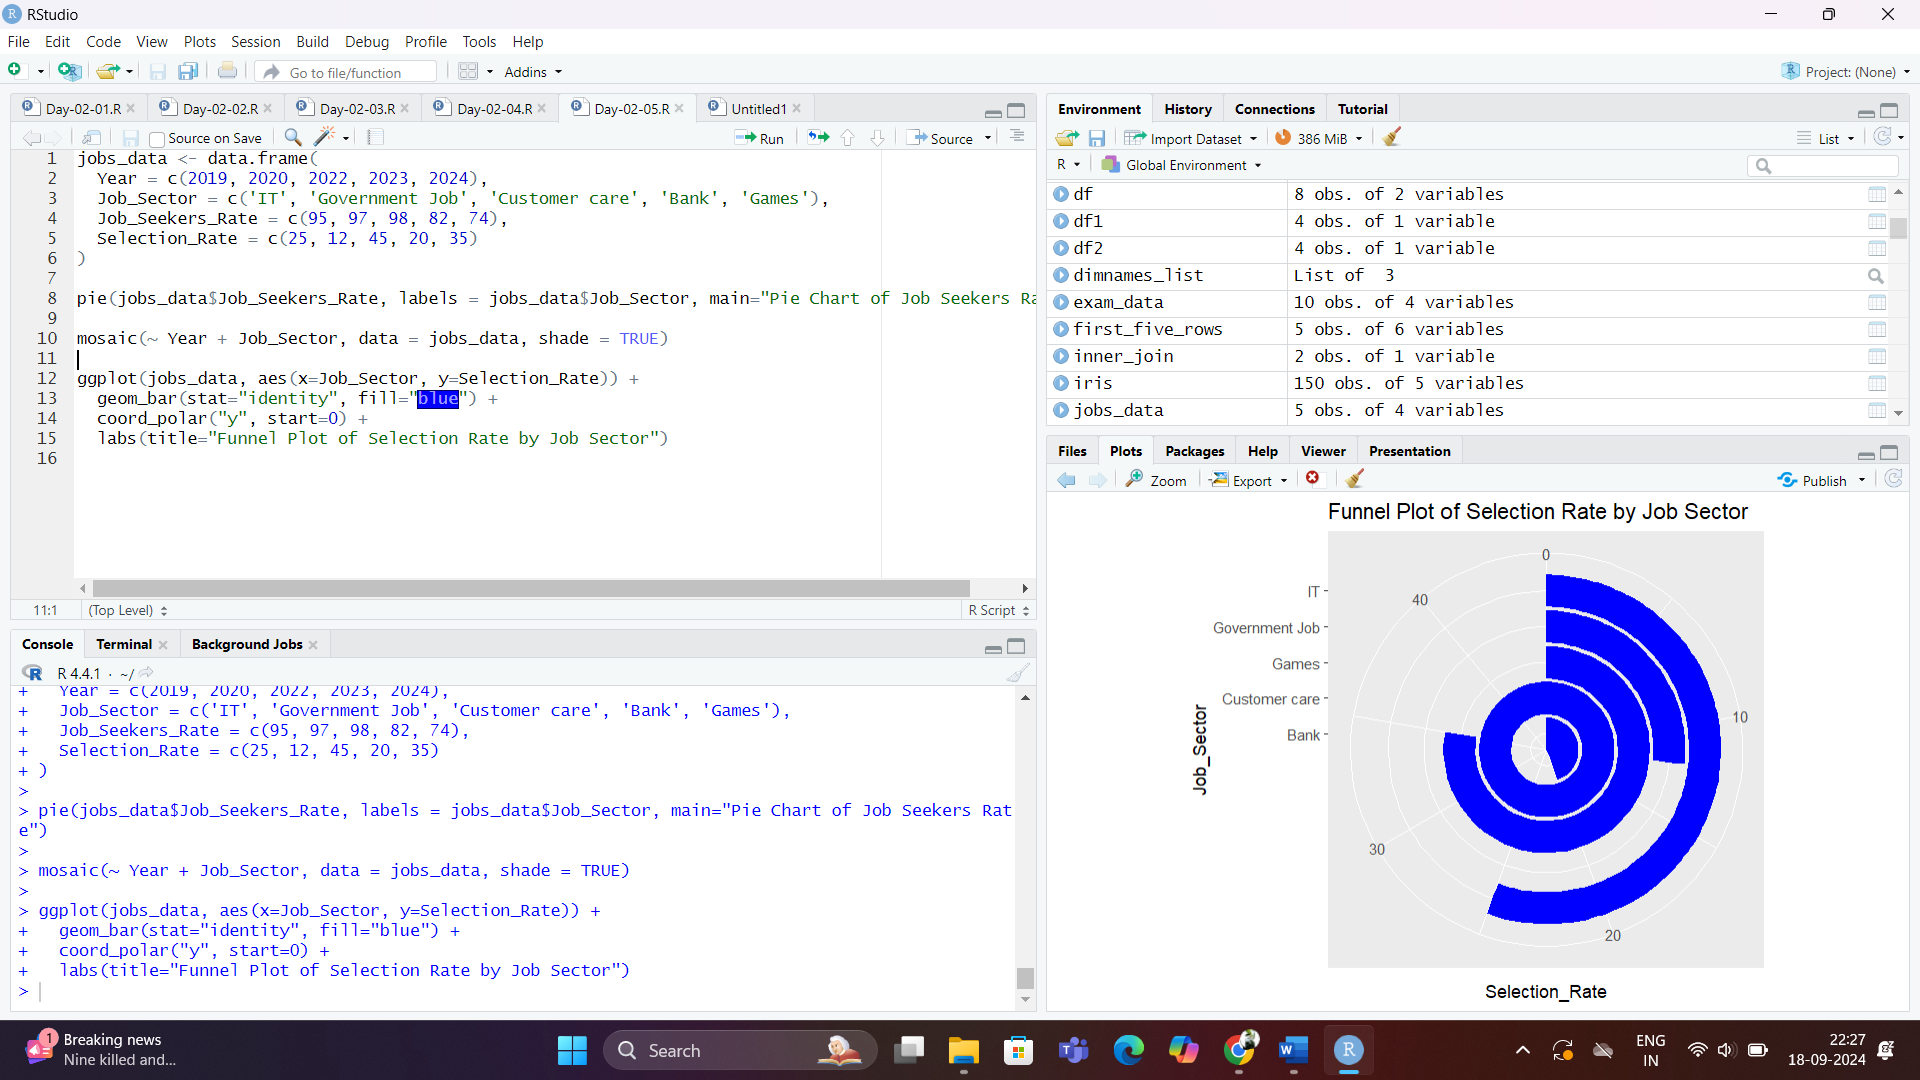 RStudio
File Edit Code View Plots Session Build Debug Profile Tools Help
Go to file/function Addins Project: (None)
Day-02-01.R Day-02-02.R Day-02-03.R Day-02-04.R Day-02-05.R Untitled1
Source on Save Run Source
1 jobs_data <- data.frame(
2 Year = c(2019, 2020, 2022, 2023, 2024),
3 Job_Sector = c('IT', 'Government Job', 'Customer care', 'Bank', 'Games'),
4 Job_Seekers_Rate = c(95, 97, 98, 82, 74),
5 Selection_Rate = c(25, 12, 45, 20, 35)
6 )
7
8 pie(jobs_data$Job_Seekers_Rate, labels = jobs_data$Job_Sector, main="Pie Chart of Job Seekers Ra
9
10 mosaic(~ Year + Job_Sector, data = jobs_data, shade = TRUE)
11
12 ggplot(jobs_data, aes(x=Job_Sector, y=Selection_Rate)) +
13 geom_bar(stat="identity", fill="blue") +
14 coord_polar("y", start=0) +
15 labs(title="Funnel Plot of Selection Rate by Job Sector")
16
11:1 (Top Level) R Script
Console Terminal Background Jobs
R 4.4.1 · ~/
+ Year = c(2019, 2020, 2022, 2023, 2024),
+ Job_Sector = c('IT', 'Government Job', 'Customer care', 'Bank', 'Games'),
+ Job_Seekers_Rate = c(95, 97, 98, 82, 74),
+ Selection_Rate = c(25, 12, 45, 20, 35)
+ )
>
> pie(jobs_data$Job_Seekers_Rate, labels = jobs_data$Job_Sector, main="Pie Chart of Job Seekers Rat
e")
>
> mosaic(~ Year + Job_Sector, data = jobs_data, shade = TRUE)
>
> ggplot(jobs_data, aes(x=Job_Sector, y=Selection_Rate)) +
+ geom_bar(stat="identity", fill="blue") +
+ coord_polar("y", start=0) +
+ labs(title="Funnel Plot of Selection Rate by Job Sector")
>
Environment History Connections Tutorial
Import Dataset 386 MiB List
R Global Environment
df 8 obs. of 2 variables
df1 4 obs. of 1 variable
df2 4 obs. of 1 variable
dimnames_list List of 3
exam_data 10 obs. of 4 variables
first_five_rows 5 obs. of 6 variables
inner_join 2 obs. of 1 variable
iris 150 obs. of 5 variables
jobs_data 5 obs. of 4 variables
Files Plots Packages Help Viewer Presentation
Zoom Export Publish
Funnel Plot of Selection Rate by Job Sector
0
IT
40
Government Job
Games
Customer care
10
Bank
Job_Sector
30
20
Selection_Rate
1 Breaking news
Nine killed and...
Search
ENG
IN
22:27
18-09-2024